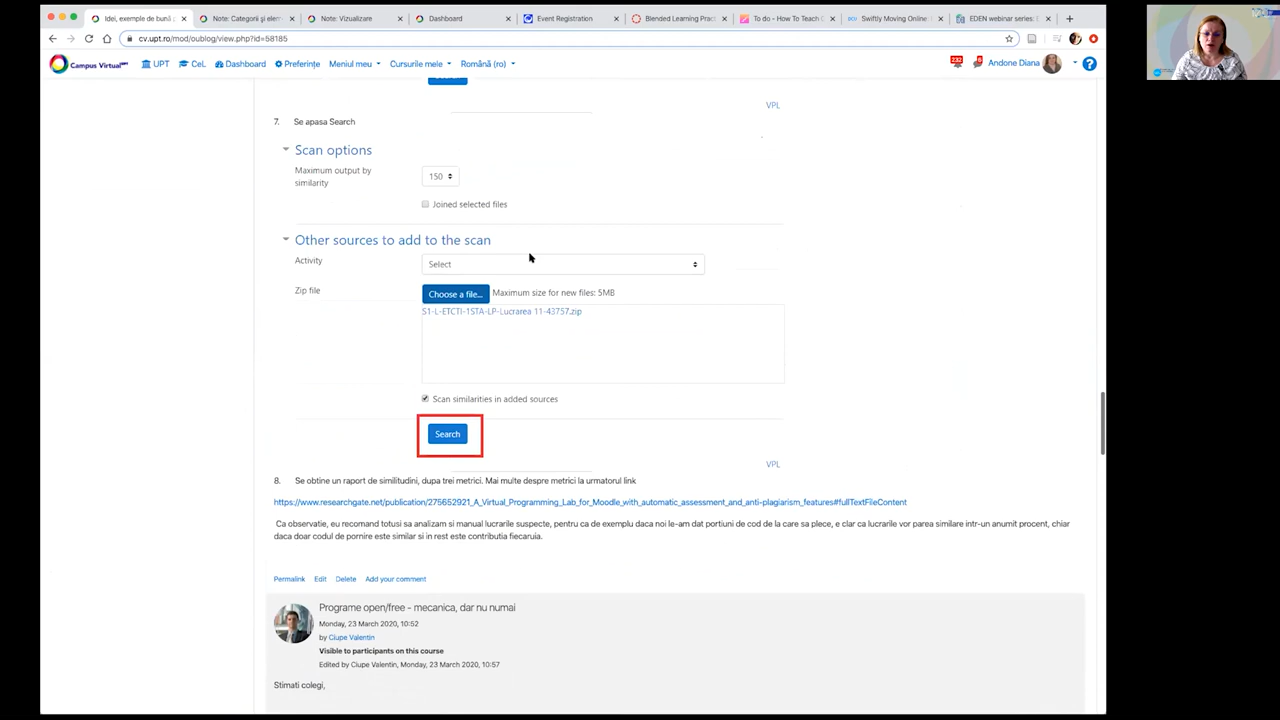 Idei, exemple de bună p
Note: Categorii și elem
Note: Vizualizare
Dashboard
Event Registration
Blended Learning Pract
To do - How To Teach O
Swiftly Moving Online
EDEN webinar series: E
cv.upt.ro/mod/oublog/view.php?id=58185
Campus Virtual UPT
UPT
CeL
Dashboard
Preferințe
Meniul meu
Cursurile mele
Română (ro)
232
Andone Diana
VPL
7. Se apasa Search
Scan options
Maximum output by
similarity
150
Joined selected files
Other sources to add to the scan
Activity
Select
Zip file
Choose a file...
Maximum size for new files: 5MB
S1-L-ETCTI-1STA-LP-Lucrarea 11-43757.zip
Scan similarities in added sources
Search
VPL
8. Se obtine un raport de similitudini, dupa trei metrici. Mai multe despre metrici la urmatorul link
https://www.researchgate.net/publication/275652921_A_Virtual_Programming_Lab_for_Moodle_with_automatic_assessment_and_anti-plagiarism_features#fullTextFileContent
Ca observatie, eu recomand totusi sa analizam si manual lucrarile suspecte, pentru ca de exemplu daca noi le-am dat portiuni de cod de la care sa plece, e clar ca lucrarile vor parea similare intr-un anumit procent, chiar
daca doar codul de pornire este similar si in rest este contributia fiecaruia.
Permalink Edit Delete Add your comment
Programe open/free - mecanica, dar nu numai
Monday, 23 March 2020, 10:52
by Ciupe Valentin
Visible to participants on this course
Edited by Ciupe Valentin, Monday, 23 March 2020, 10:57
Stimati colegi,